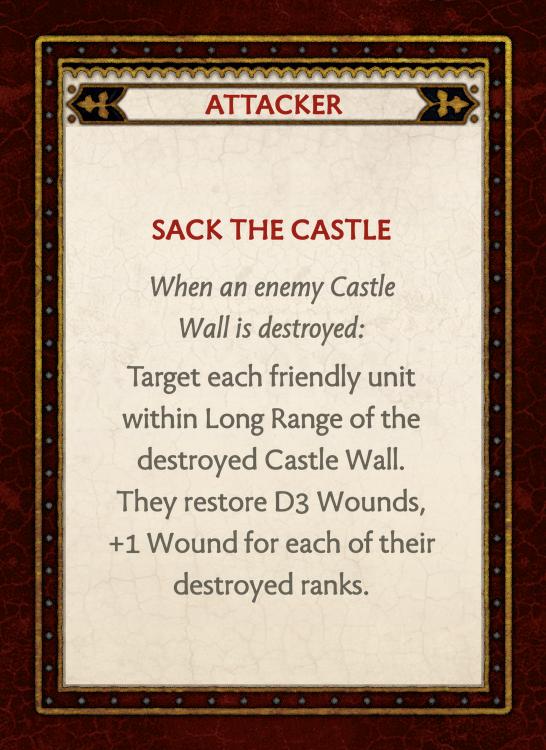 ATTACKER
SACK THE CASTLE
When an enemy Castle
Wall is destroyed:
Target each friendly unit
within Long Range of the
destroyed Castle Wall.
They restore D3 Wounds,
+1 Wound for each of their
destroyed ranks.